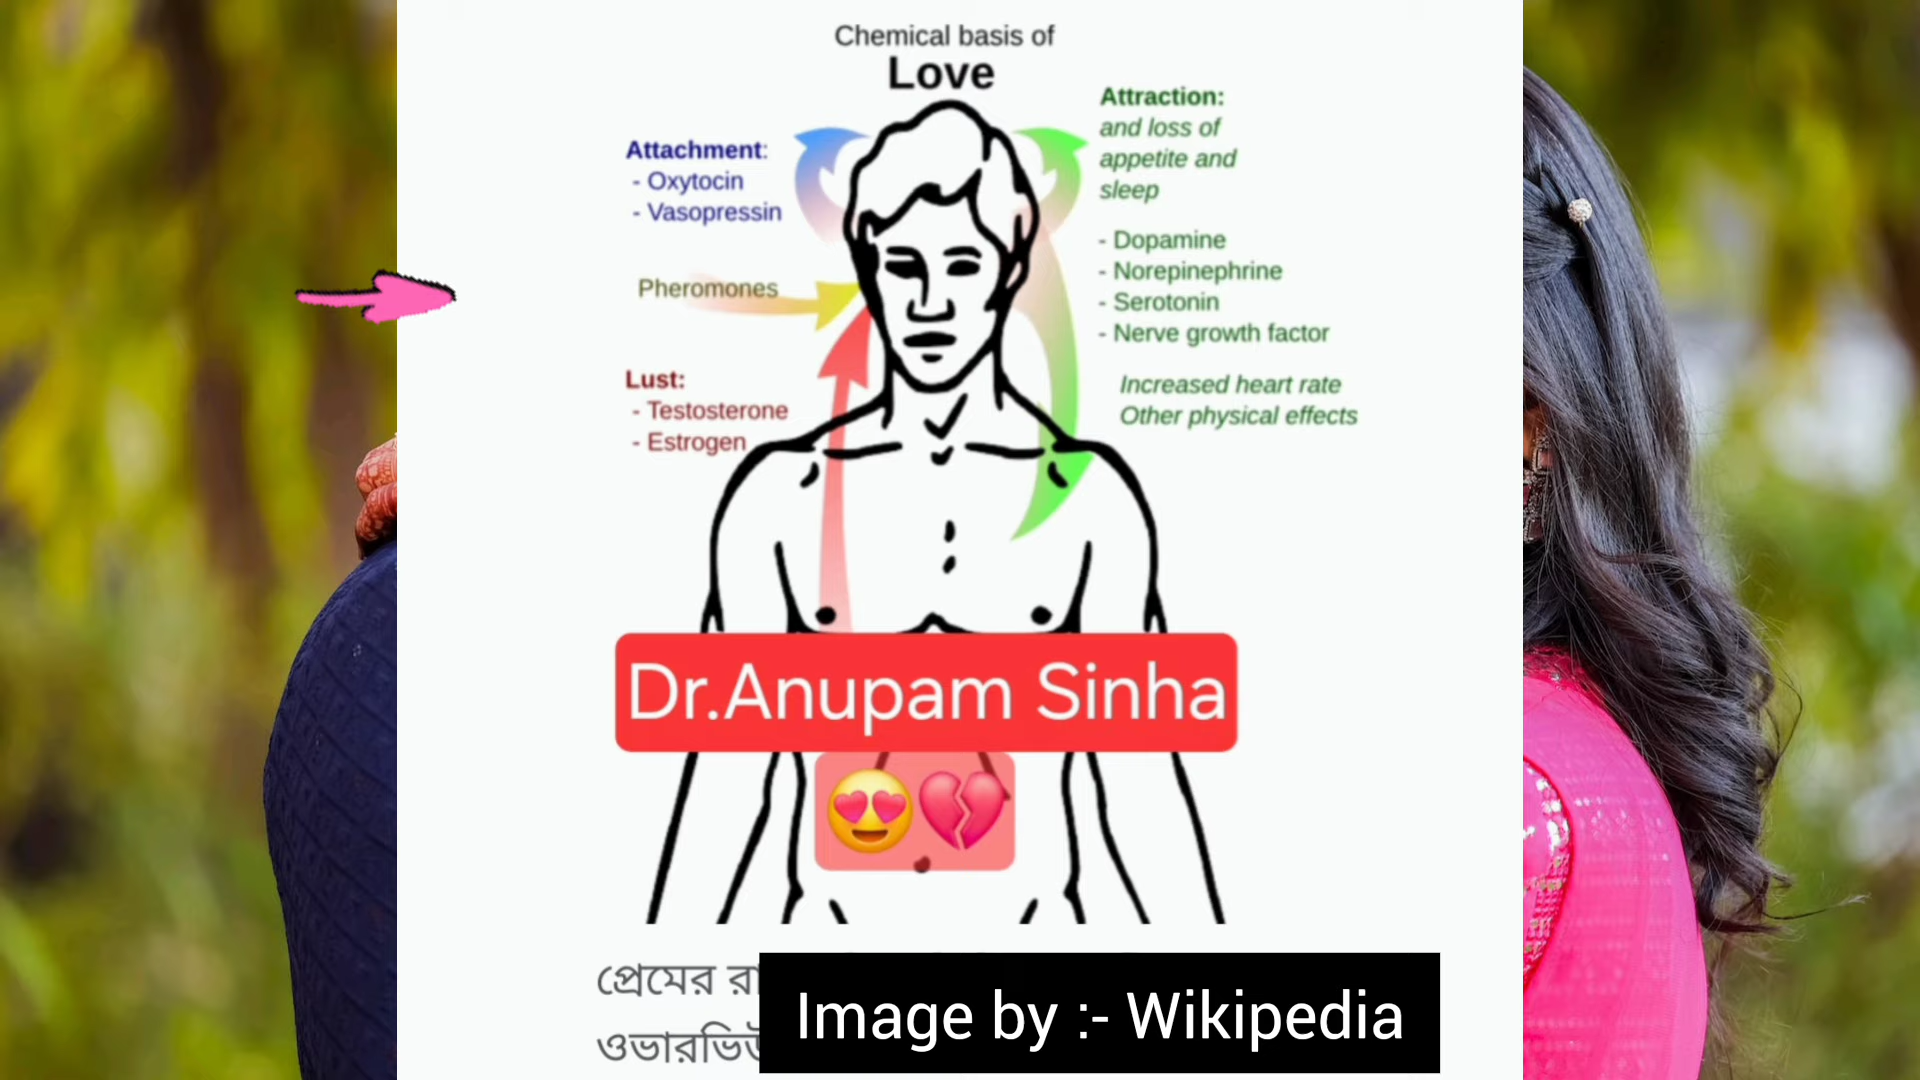 Chemical basis of
Love
Attachment:
- Oxytocin
- Vasopressin
Pheromones
Lust:
- Testosterone
- Estrogen
Attraction:
and loss of
appetite and
sleep
- Dopamine
- Norepinephrine
- Serotonin
- Nerve growth factor
Increased heart rate
Other physical effects
Dr.Anupam Sinha
প্রেমের
Image by :- Wikipedia